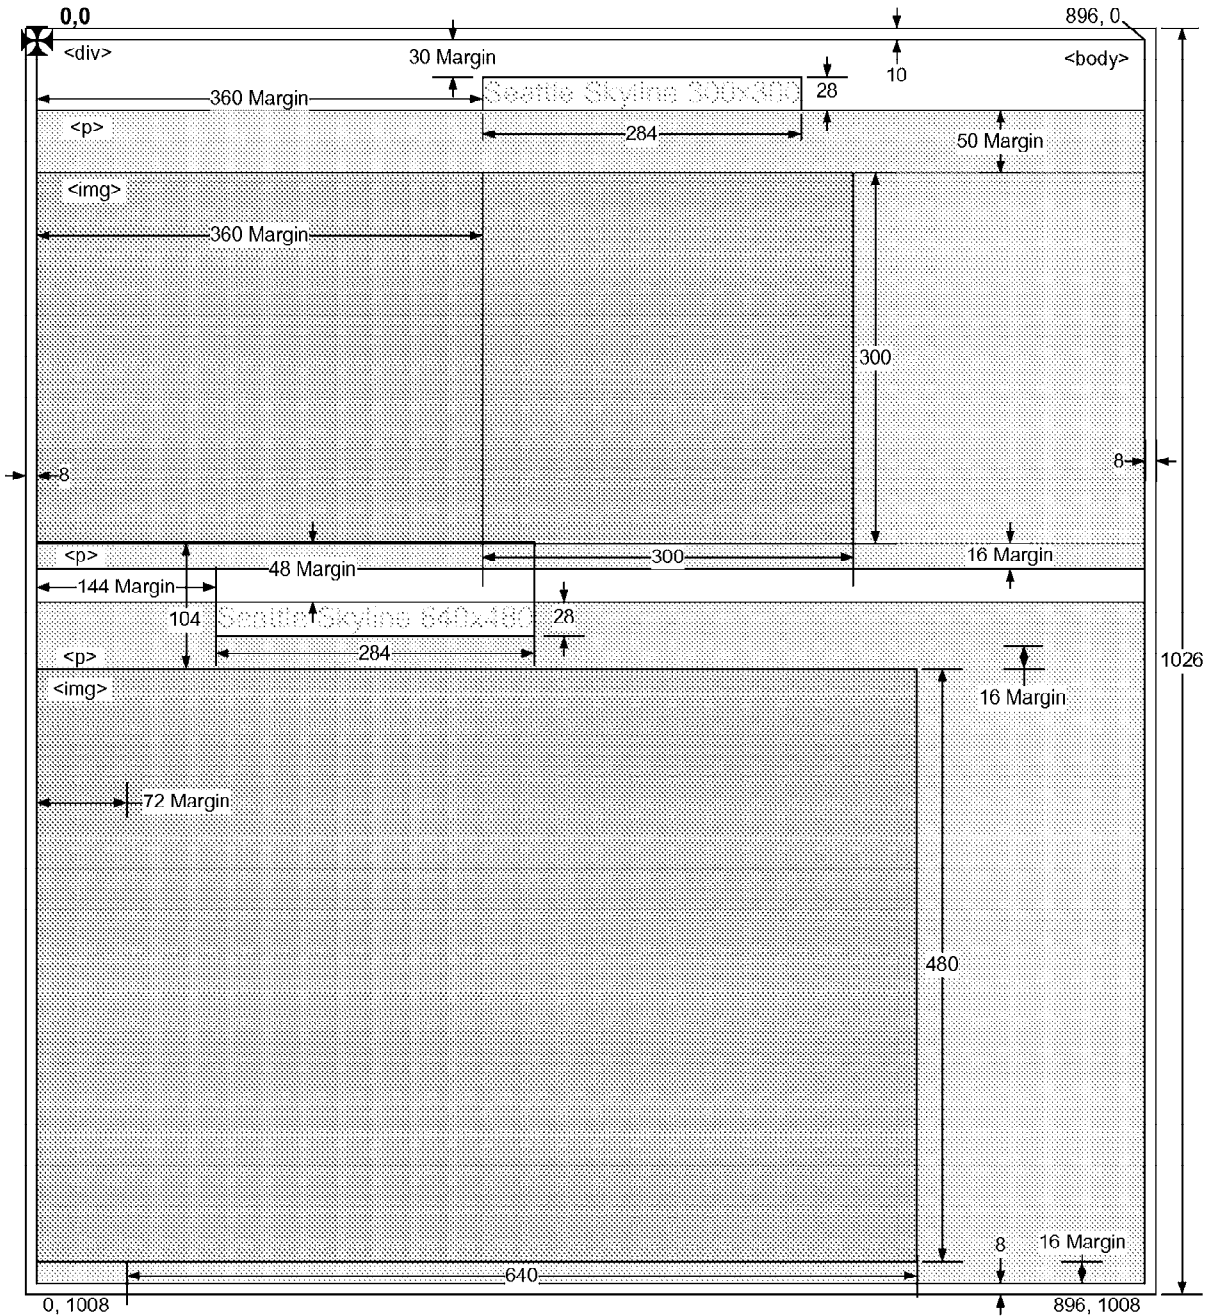 0,0
896, 0
<div>
30 Margin
<body>
10
360 Margin
Seattle Skyline 300x300
28
<p>
284
50 Margin
<img>
360 Margin
300
8
8
<p>
300
16 Margin
48 Margin
144 Margin
104
Seattle Skyline 640x480
28
<p>
284
1026
<img>
16 Margin
72 Margin
480
8
16 Margin
640
0, 1008
896, 1008